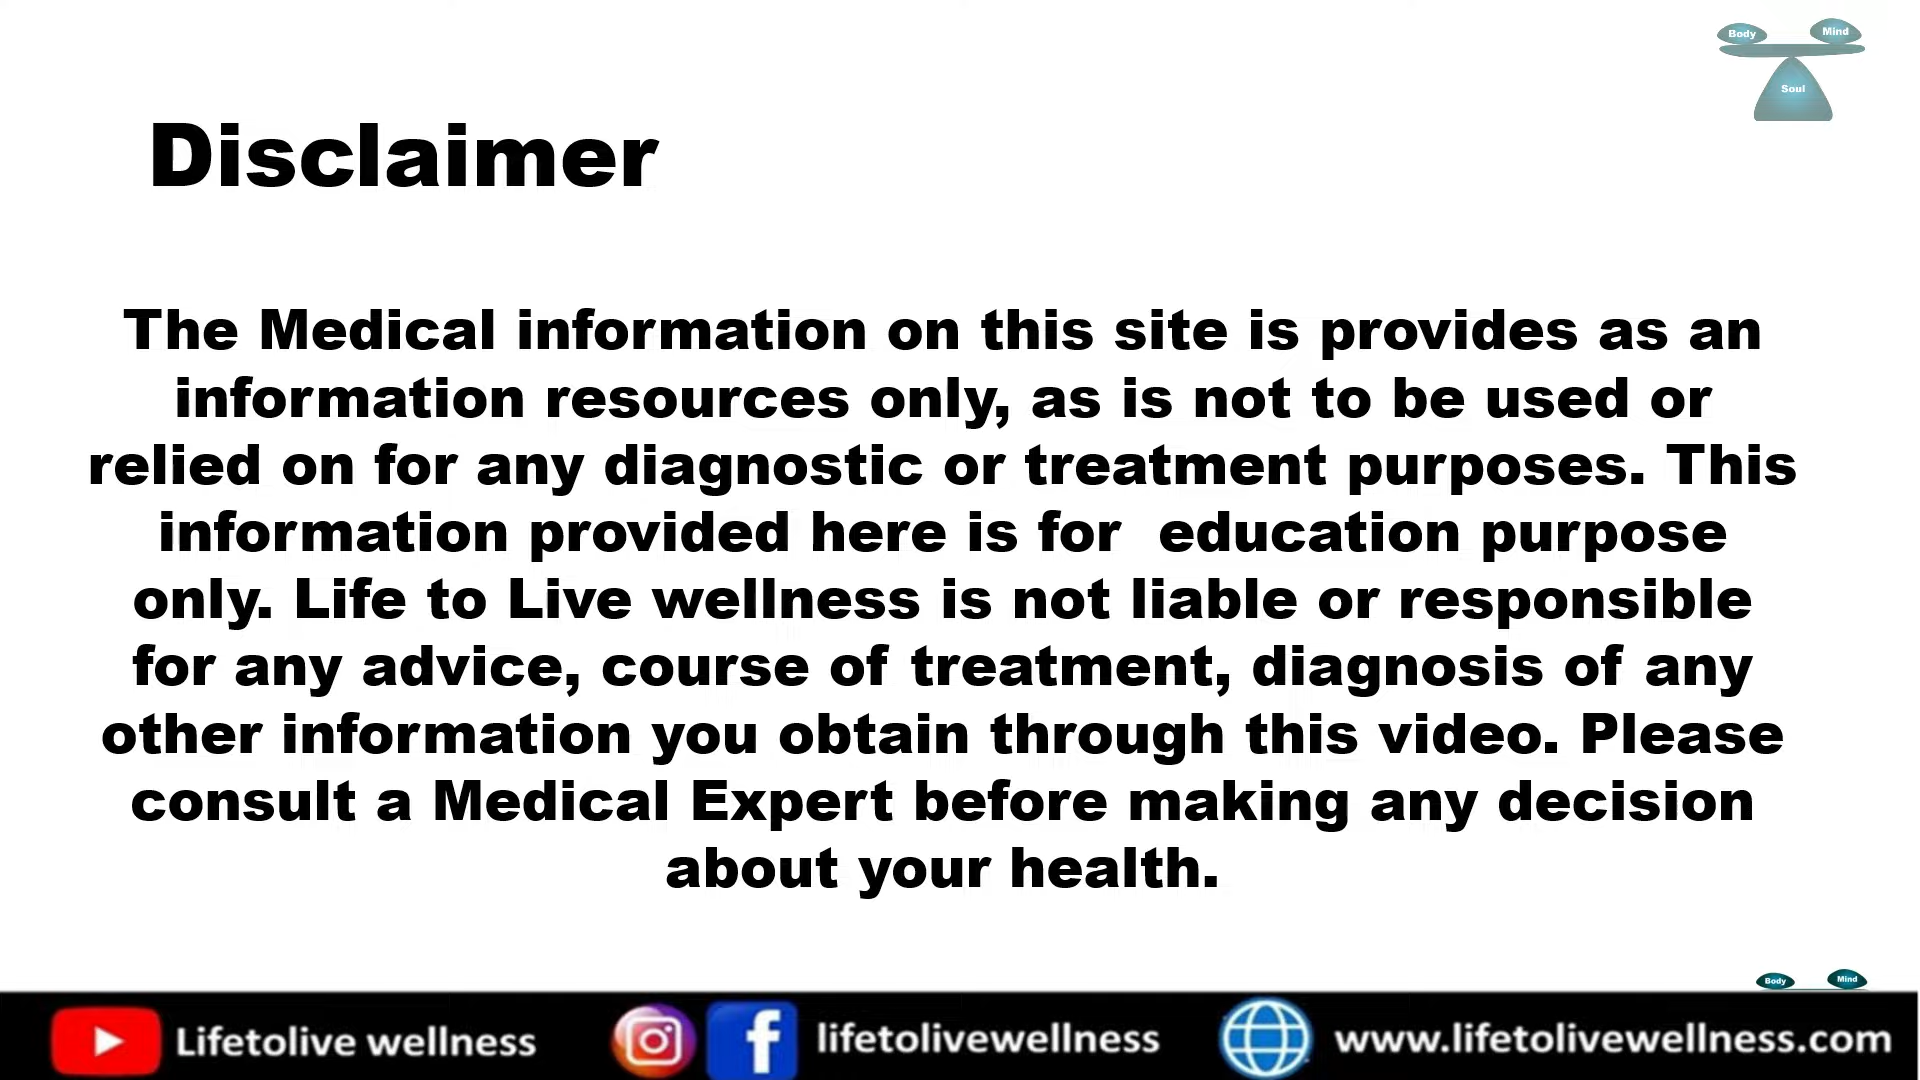 Body Mind
Soul
Disclaimer
The Medical information on this site is provides as an
information resources only, as is not to be used or
relied on for any diagnostic or treatment purposes. This
information provided here is for  education purpose
only. Life to Live wellness is not liable or responsible
for any advice, course of treatment, diagnosis of any
other information you obtain through this video. Please
consult a Medical Expert before making any decision
about your health.
Body Mind
Lifetolive wellness lifetolivewellness www.lifetolivewellness.com